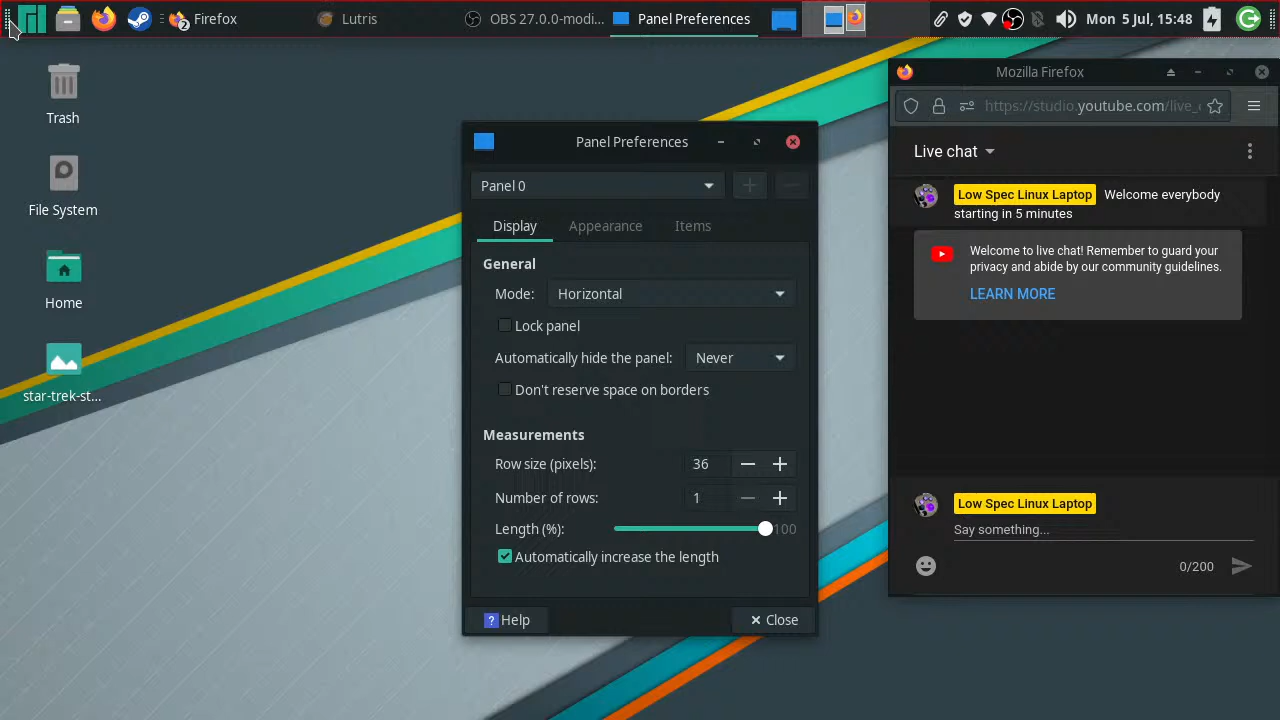 2
Firefox
Lutris
OBS 27.0.0-modi...
Panel Preferences
Mon 5 Jul, 15:48
Trash
File System
Home
star-trek-st...
Panel Preferences
Panel 0
Display
Appearance
Items
General
Mode:
Horizontal
Lock panel
Automatically hide the panel:
Never
Don't reserve space on borders
Measurements
Row size (pixels):
36
Number of rows:
1
Length (%):
100
Automatically increase the length
? Help
Close
Mozilla Firefox
https://studio.youtube.com/live_c
Live chat
Low Spec Linux Laptop Welcome everybody
starting in 5 minutes
Welcome to live chat! Remember to guard your
privacy and abide by our community guidelines.
LEARN MORE
Low Spec Linux Laptop
Say something...
0/200